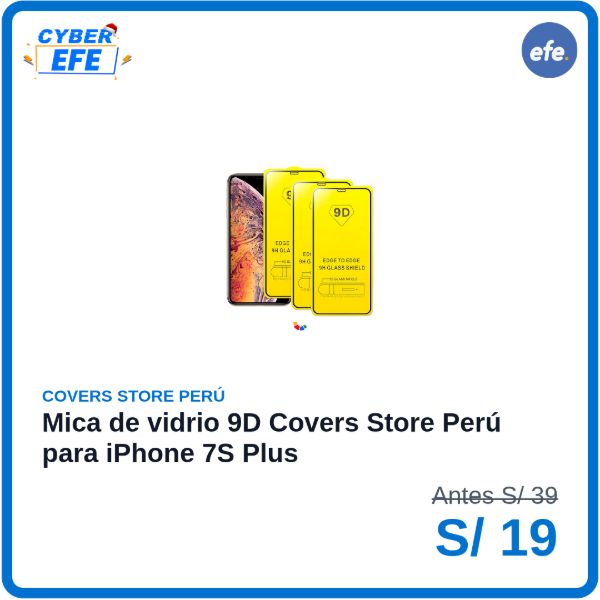 CYBER
EFE
efe.
9D
EDGE TO EDGE
9H GLASS SHIELD
COVERS STORE PERÚ
Mica de vidrio 9D Covers Store Perú
para iPhone 7S Plus
Antes S/ 39
S/ 19